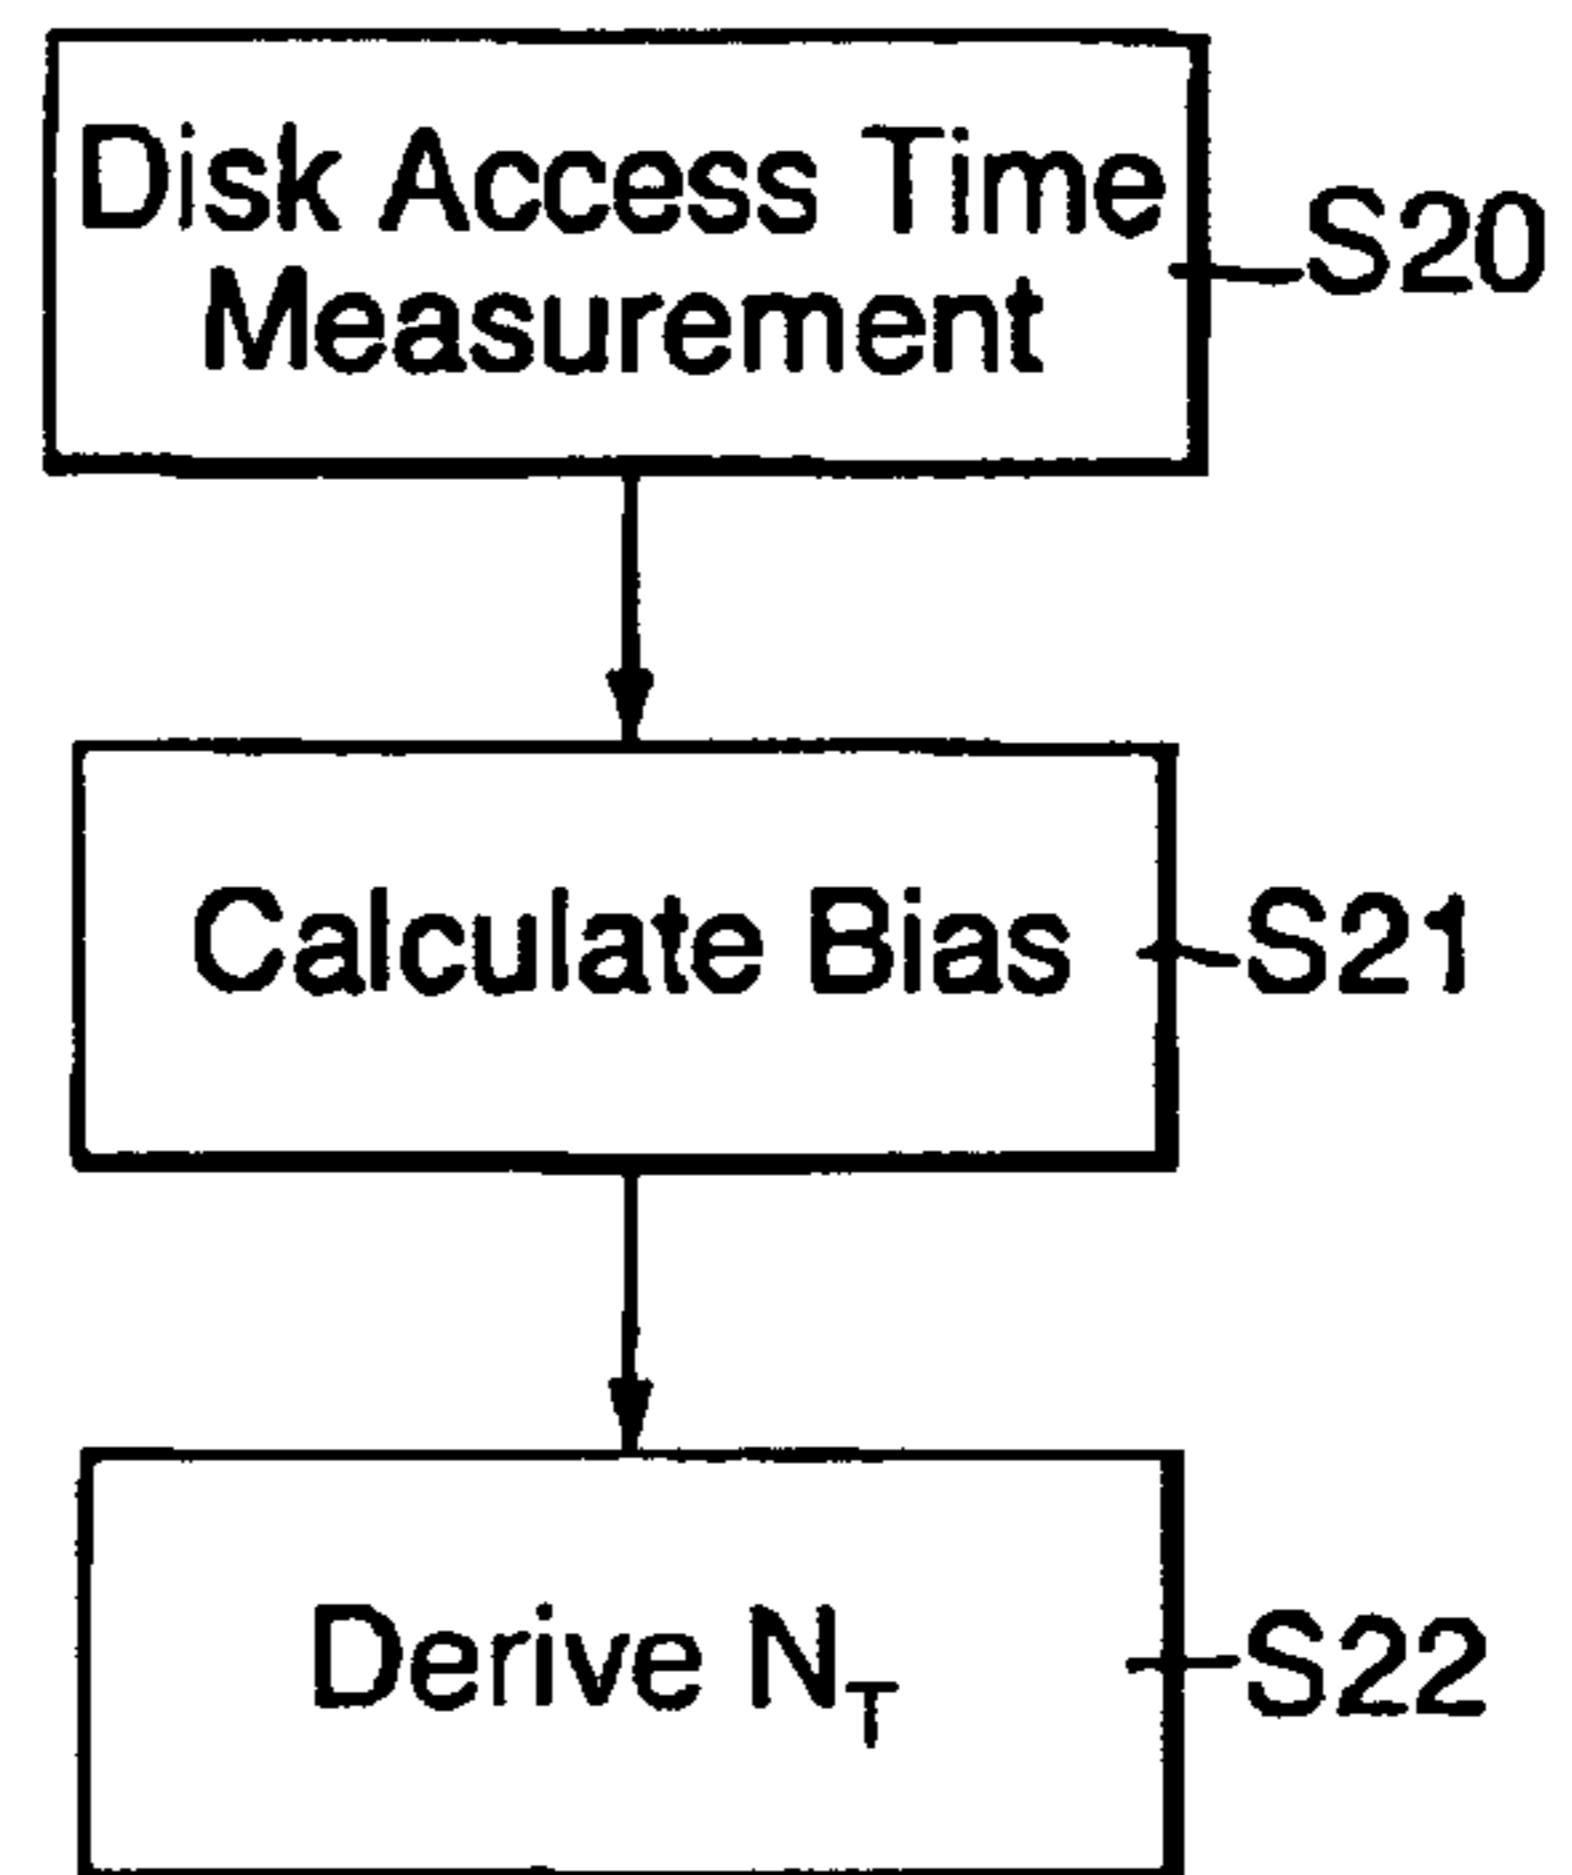 Disk Access Time
Measurement
S20
Calculate Bias
S21
Derive N_T
S22